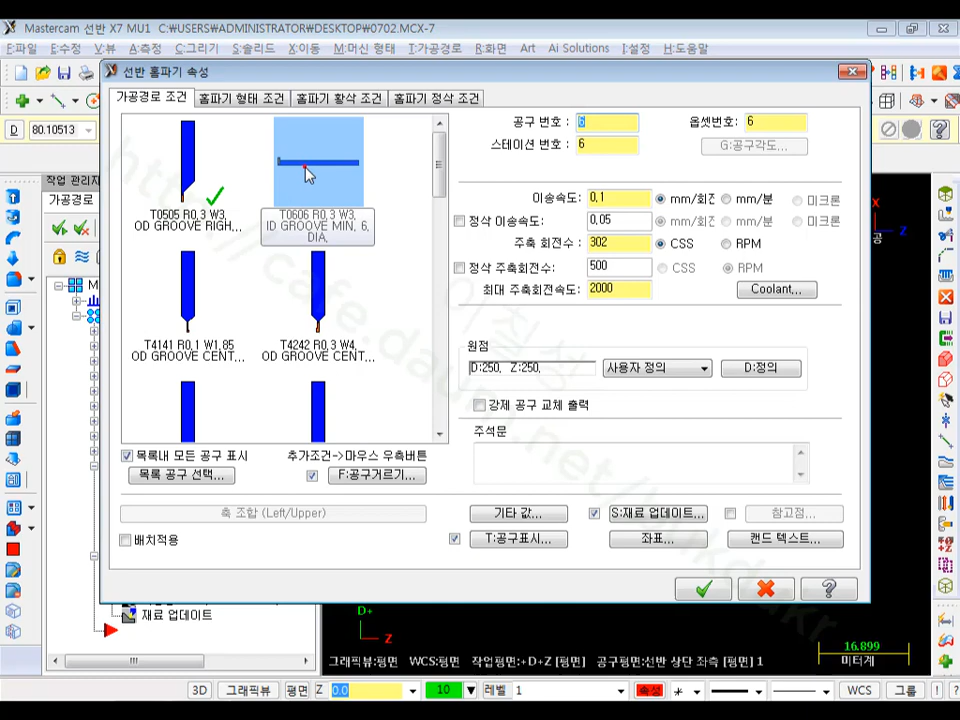 Mastercam 선반 X7 MU1 C:₩USERS₩ADMINISTRATOR₩DESKTOP₩0702.MCX-7
F:파일 E:수정 V:뷰 A:측정 C:그리기 S:솔리드 X:이동 M:머신 형태 T:가공경로 R:화면 Art Ai Solutions I:설정 H:도움말
D 80.10513
작업 관리지
가공경로
선반 홈파기 속성
가공경로 조건 홈파기 형태 조건 홈파기 황삭 조건 홈파기 정삭 조건
T0505 R0.3 W3.
OD GROOVE RIGH...
T0606 R0.3 W3.
ID GROOVE MIN. 6.
DIA.
T4141 R0.1 W1.85
OD GROOVE CENT...
T4242 R0.3 W4.
OD GROOVE CENT...
목록내 모든 공구 표시 추가조건->마우스 우측버튼
목록 공구 선택... F:공구거르기...
축 조합 (Left/Upper)
배치적용
공구 번호 : 6 옵셋번호: 6
스테이션 번호 : 6 G:공구각도...
이송속도: 0.1 mm/회전 mm/분 미크론
정삭 이송속도: 0.05 mm/회전 mm/분 미크론
주축 회전수 : 302 CSS RPM
정삭 주축회전수: 500 CSS RPM
최대 주축회전속도: 2000 Coolant...
원점
D:250. Z:250. 사용자 정의 D:정의
강제 공구 교체 출력
주석문
기타 값... S:재료 업데이트... 참고점...
T:공구표시... 좌표... 캔드 텍스트...
재료 업데이트
D+
Z
X
Z
공
16.899
미터계
그래픽뷰:평면 WCS:평면 작업평면:+D+Z [평면] 공구평면:선반 상단 좌측 [평면] 1
3D 그래픽뷰 평면 Z 0.0 10 레벨 1 속성 WCS 그룹 ! ?